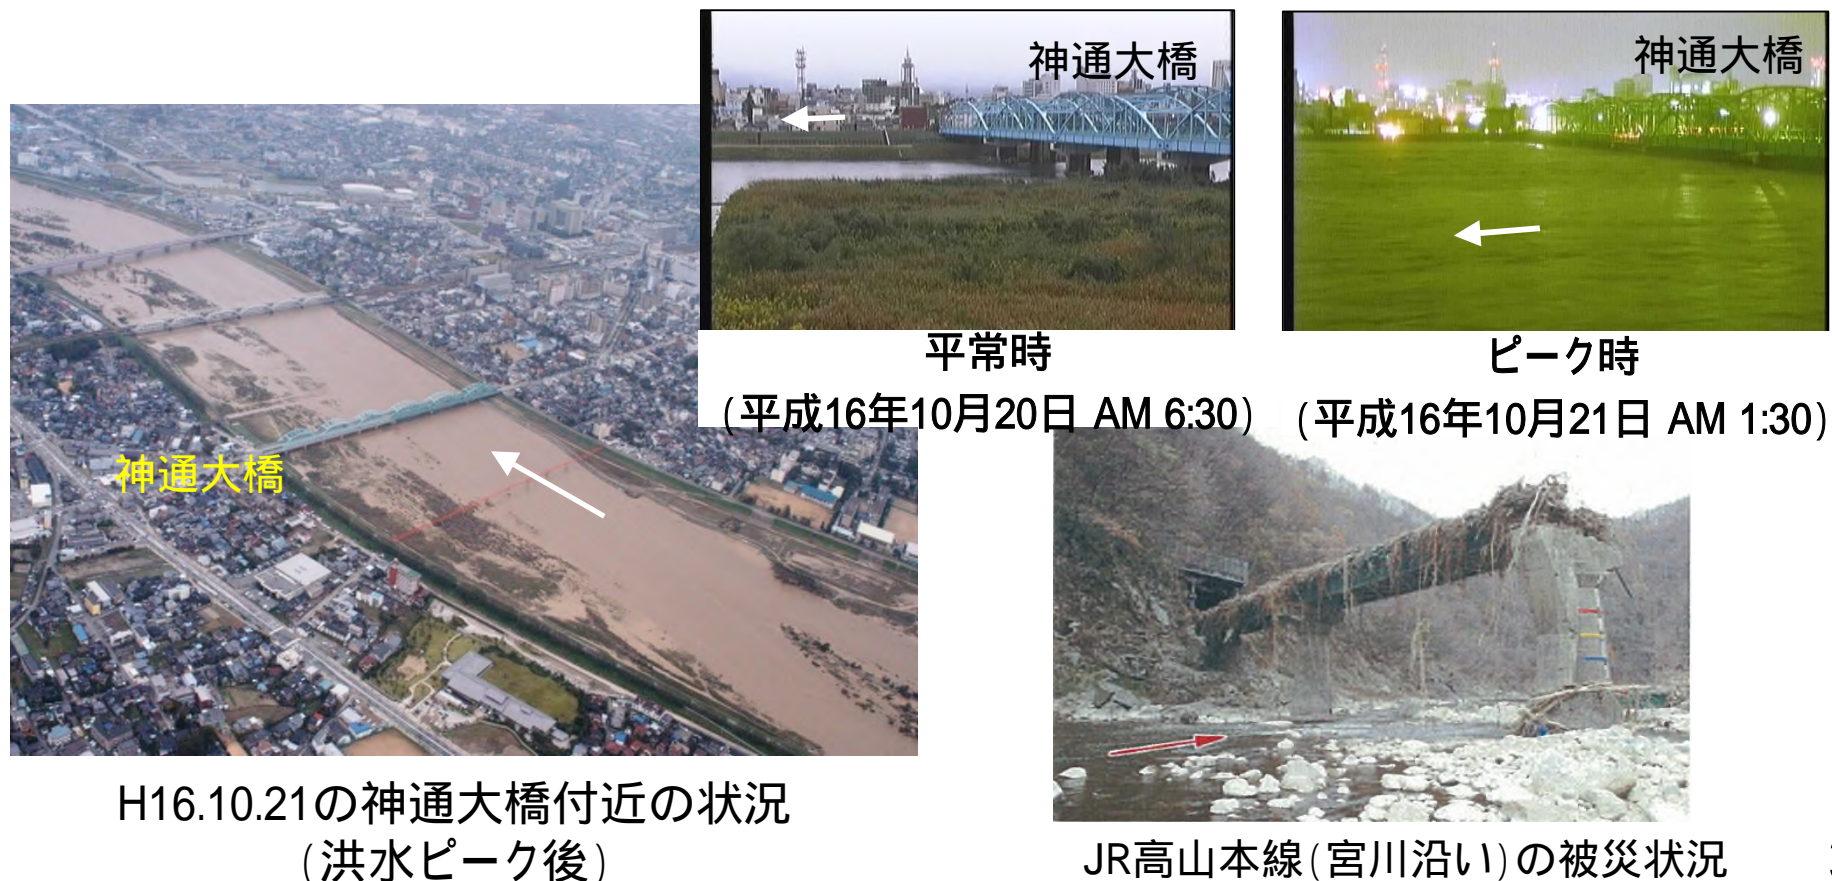 神通大橋
神通大橋
平常時
(平成16年10月20日 AM 6:30)
ピーク時
(平成16年10月21日 AM 1:30)
神通大橋
H16.10.21の神通大橋付近の状況
(洪水ピーク後)
JR高山本線(宮川沿い)の被災状況